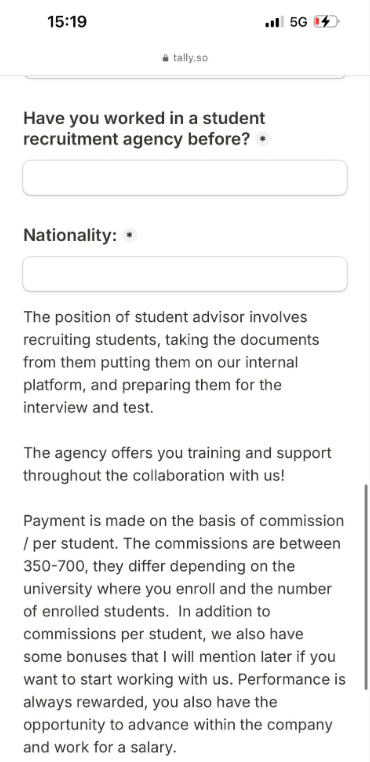 15:19
5G
tally.so
Have you worked in a student
recruitment agency before? *
Nationality: *
The position of student advisor involves
recruiting students, taking the documents
from them putting them on our internal
platform, and preparing them for the
interview and test.
The agency offers you training and support
throughout the collaboration with us!
Payment is made on the basis of commission
/ per student. The commissions are between
350-700, they differ depending on the
university where you enroll and the number
of enrolled students.  In addition to
commissions per student, we also have
some bonuses that I will mention later if you
want to start working with us. Performance is
always rewarded, you also have the
opportunity to advance within the company
and work for a salary.